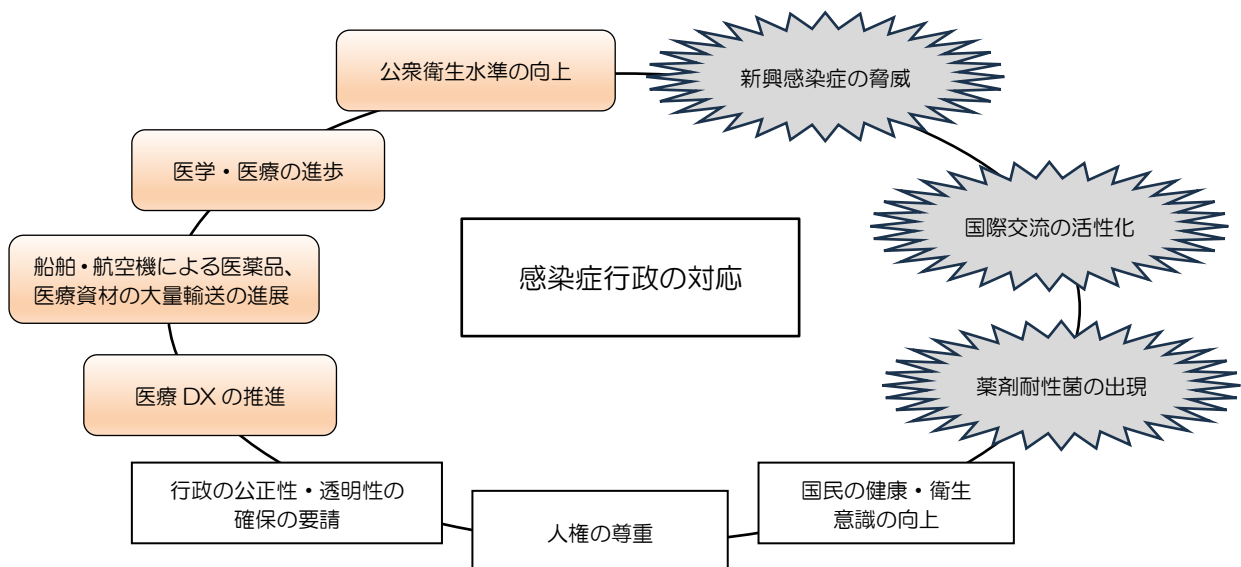 公衆衛生水準の向上
新興感染症の脅威
医学・医療の進歩
国際交流の活性化
船舶・航空機による医薬品、
医療資材の大量輸送の進展
感染症行政の対応
医療 DX の推進
薬剤耐性菌の出現
行政の公正性・透明性の
確保の要請
人権の尊重
国民の健康・衛生
意識の向上